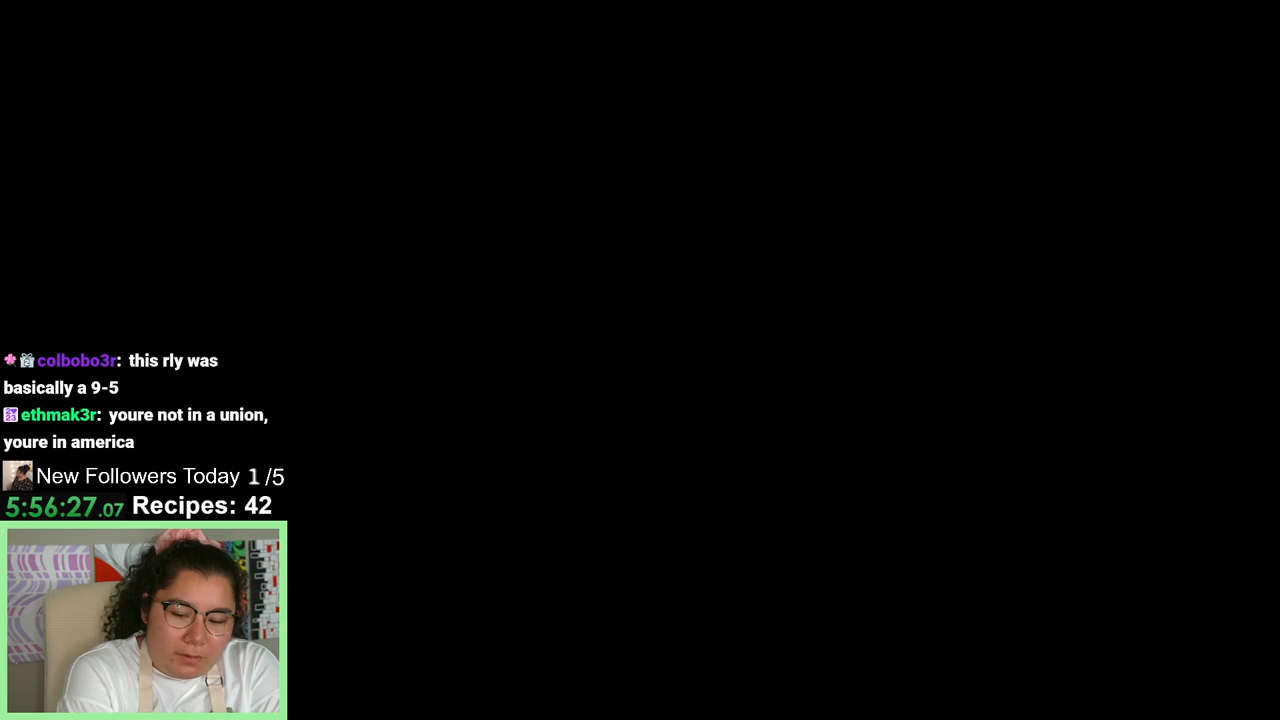 colbobo3r: this rly was
basically a 9-5
ethmak3r: youre not in a union,
youre in america
New Followers Today 1 /5
5:56:27.07 Recipes: 42